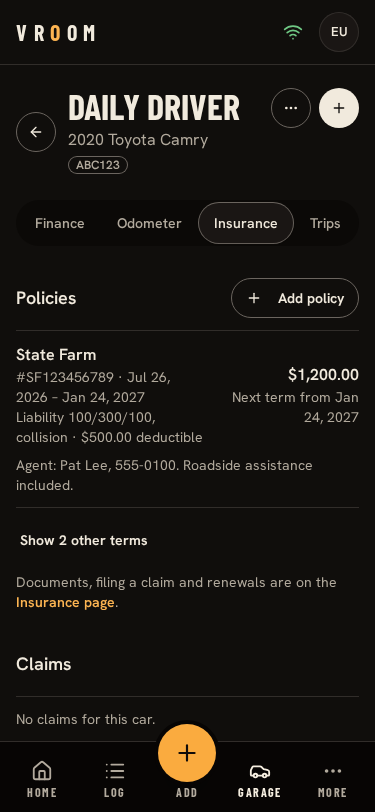 VROOM
EU
DAILY DRIVER
2020 Toyota Camry
ABC123
Finance
Odometer
Insurance
Trips
Policies
Add policy
State Farm
#SF123456789 · Jul 26,
2026 – Jan 24, 2027
Liability 100/300/100,
collision · $500.00 deductible
$1,200.00
Next term from Jan
24, 2027
Agent: Pat Lee, 555-0100. Roadside assistance
included.
Show 2 other terms
Documents, filing a claim and renewals are on the
Insurance page.
Claims
No claims for this car.
HOME
LOG
ADD
GARAGE
MORE